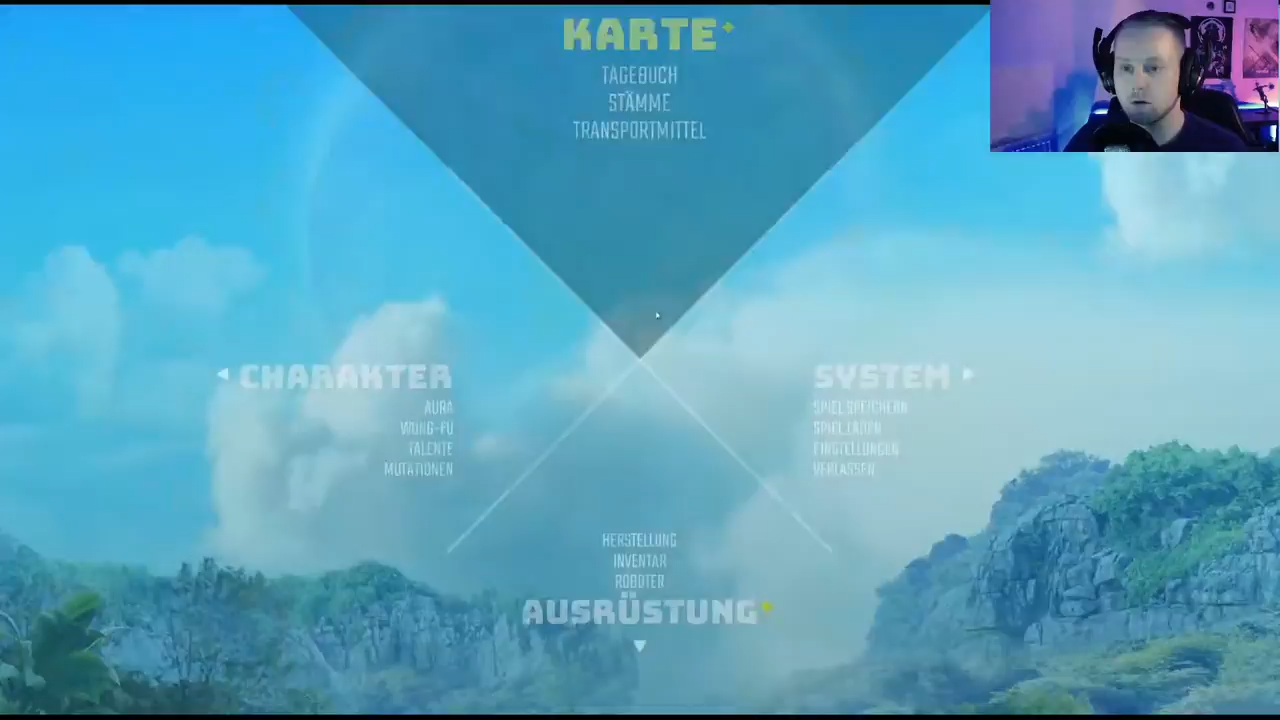 KARTE
TAGEBUCH
STÄMME
TRANSPORTMITTEL
CHARAKTER
AURA
WUNG-FU
TALENTE
MUTATIONEN
SYSTEM
SPIEL SPEICHERN
SPIEL LADEN
EINSTELLUNGEN
VERLASSEN
HERSTELLUNG
INVENTAR
ROBOTER
AUSRÜSTUNG